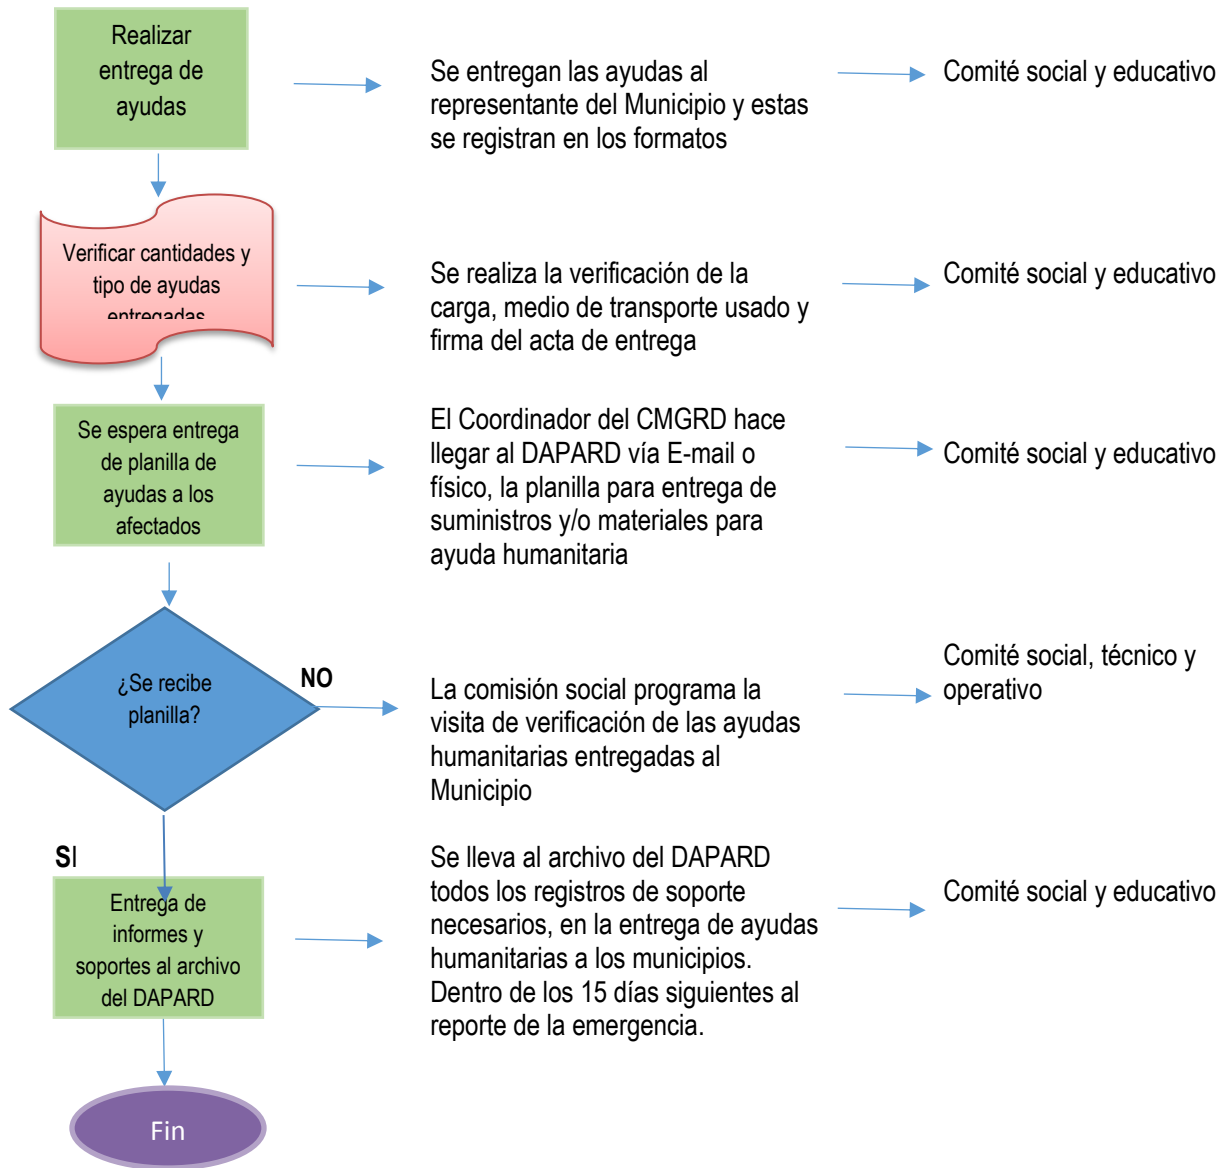 Realizar
entrega de
ayudas
Se entregan las ayudas al
representante del Municipio y estas
se registran en los formatos
Comité social y educativo
Verificar cantidades y
tipo de ayudas
entregadas
Se realiza la verificación de la
carga, medio de transporte usado y
firma del acta de entrega
Comité social y educativo
Se espera entrega
de planilla de
ayudas a los
afectados
El Coordinador del CMGRD hace
llegar al DAPARD vía E-mail o
físico, la planilla para entrega de
suministros y/o materiales para
ayuda humanitaria
Comité social y educativo
¿Se recibe
planilla?
NO
La comisión social programa la
visita de verificación de las ayudas
humanitarias entregadas al
Municipio
Comité social, técnico y
operativo
SI
Entrega de
informes y
soportes al archivo
del DAPARD
Se lleva al archivo del DAPARD
todos los registros de soporte
necesarios, en la entrega de ayudas
humanitarias a los municipios.
Dentro de los 15 días siguientes al
reporte de la emergencia.
Comité social y educativo
Fin